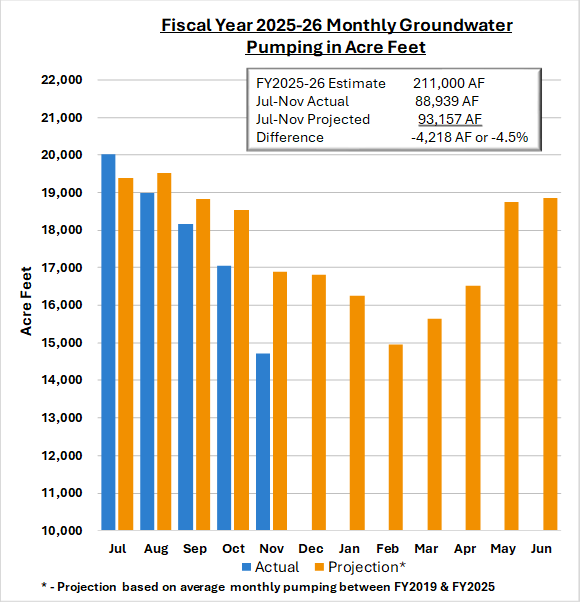 Fiscal Year 2025-26 Monthly Groundwater
Pumping in Acre Feet
FY2025-26 Estimate 211,000 AF
Jul-Nov Actual 88,939 AF
Jul-Nov Projected 93,157 AF
Difference -4,218 AF or -4.5%
Acre Feet
22,000
21,000
20,000
19,000
18,000
17,000
16,000
15,000
14,000
13,000
12,000
11,000
10,000
Jul Aug Sep Oct Nov Dec Jan Feb Mar Apr May Jun
Actual Projection*
* - Projection based on average monthly pumping between FY2019 & FY2025